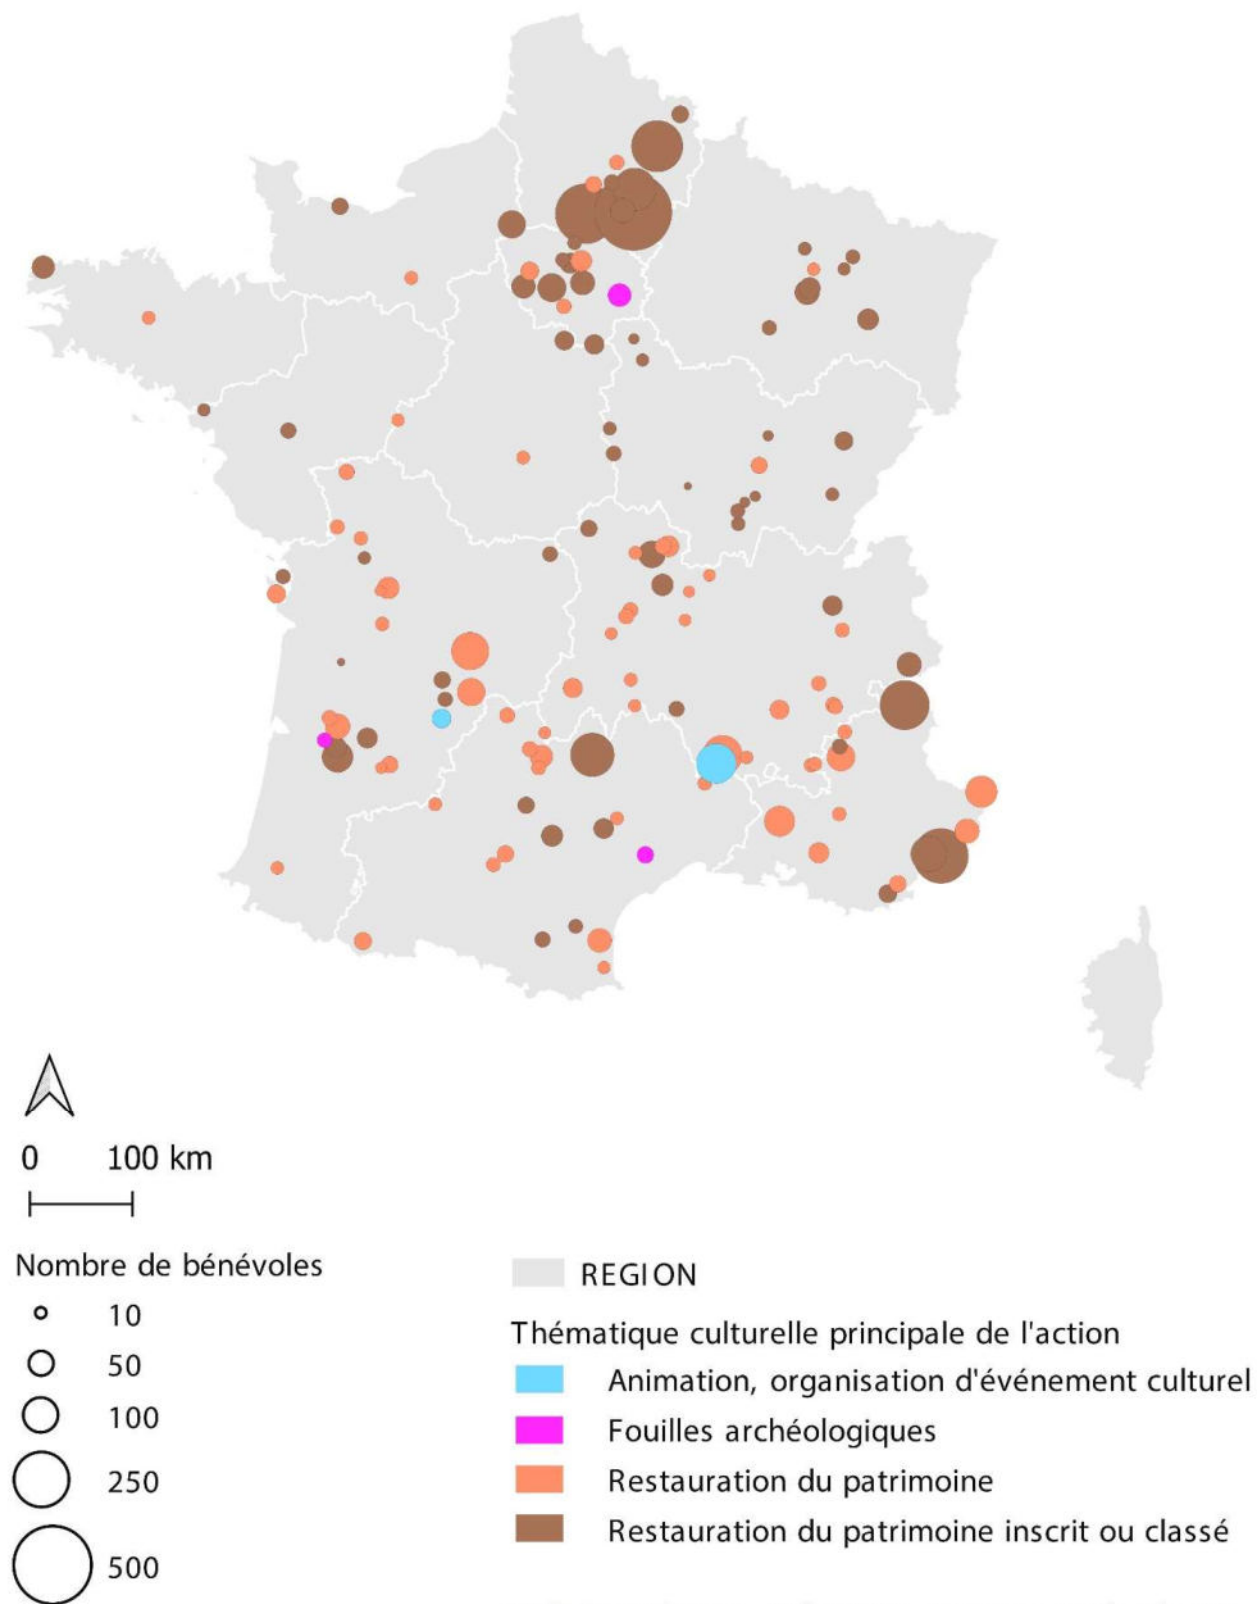 0 100 km
Nombre de bénévoles
10
50
100
250
500
REGION
Thématique culturelle principale de l'action
Animation, organisation d'événement culturel
Fouilles archéologiques
Restauration du patrimoine
Restauration du patrimoine inscrit ou classé